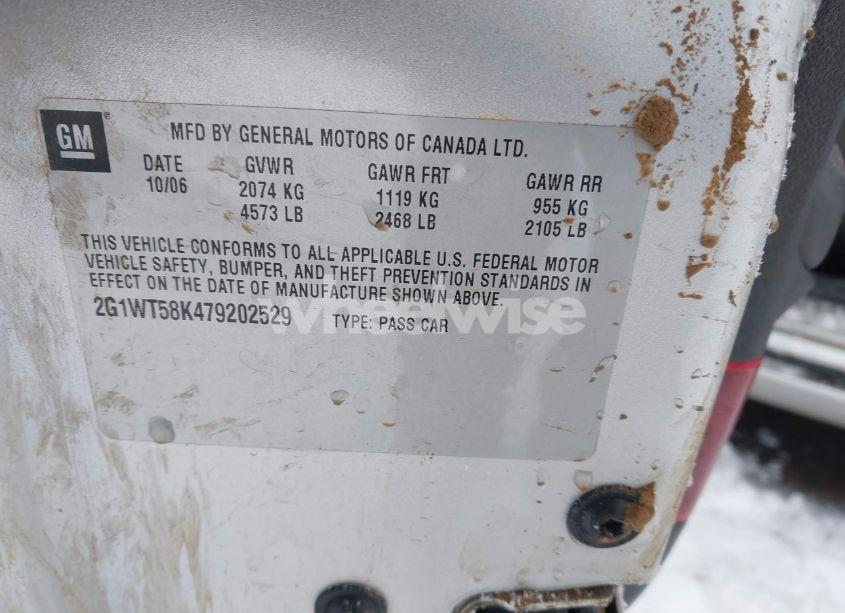 GM
MFD BY GENERAL MOTORS OF CANADA LTD.
DATE GVWR GAWR FRT GAWR RR
10/06 2074 KG 1119 KG 955 KG
4573 LB 2468 LB 2105 LB
THIS VEHICLE CONFORMS TO ALL APPLICABLE U.S. FEDERAL MOTOR
VEHICLE SAFETY, BUMPER, AND THEFT PREVENTION STANDARDS IN
EFFECT ON THE DATE OF MANUFACTURE SHOWN ABOVE.
2G1WT58K479202529 TYPE: PASS CAR
wheelwise